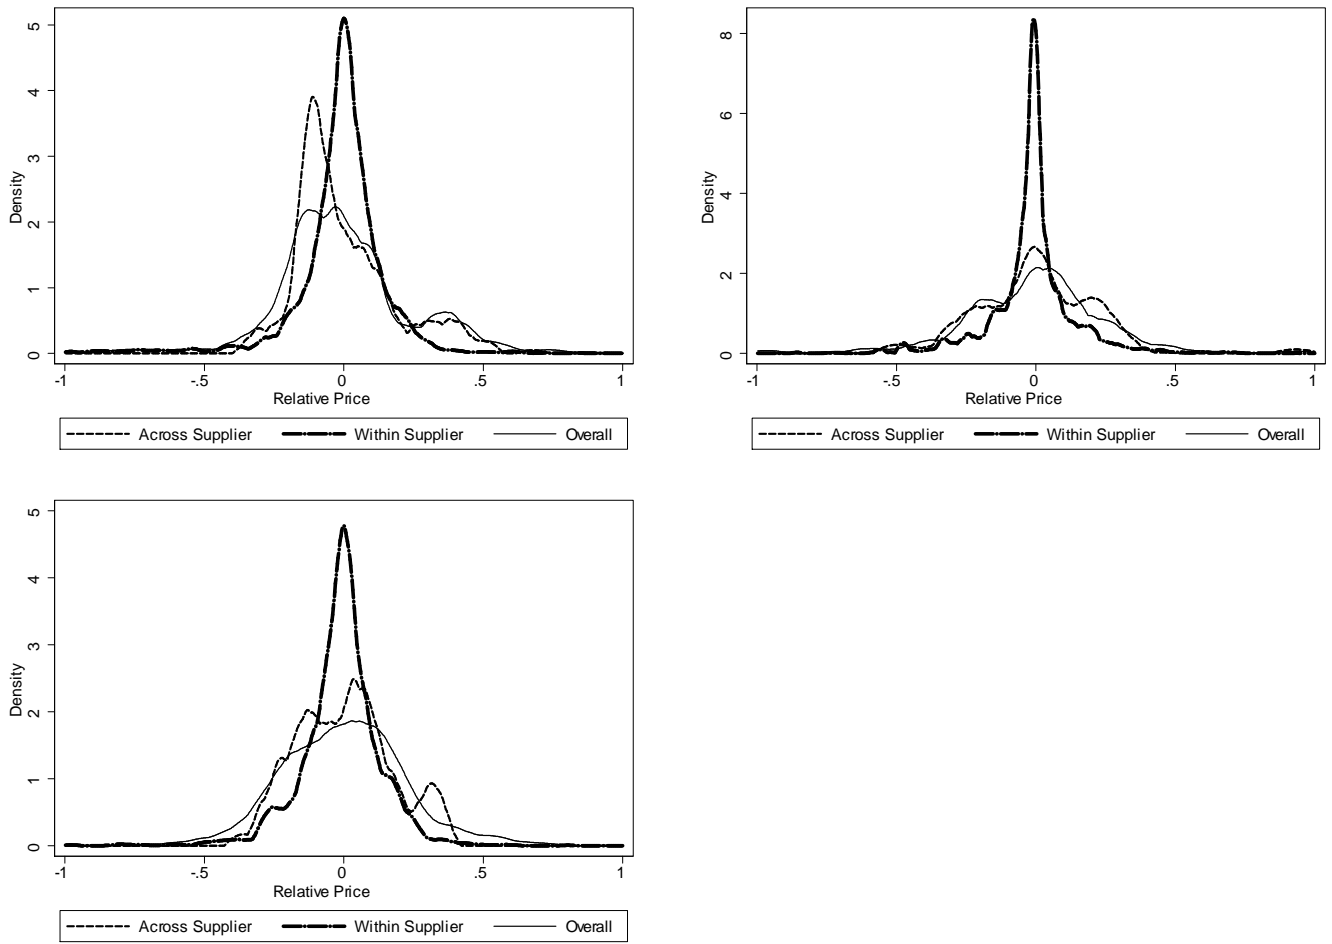 5
4
3
2
1
0
Density
-1 -.5 0 .5 1
Relative Price
Across Supplier Within Supplier Overall
8
6
4
2
0
Density
-1 -.5 0 .5 1
Relative Price
Across Supplier Within Supplier Overall
5
4
3
2
1
0
Density
-1 -.5 0 .5 1
Relative Price
Across Supplier Within Supplier Overall